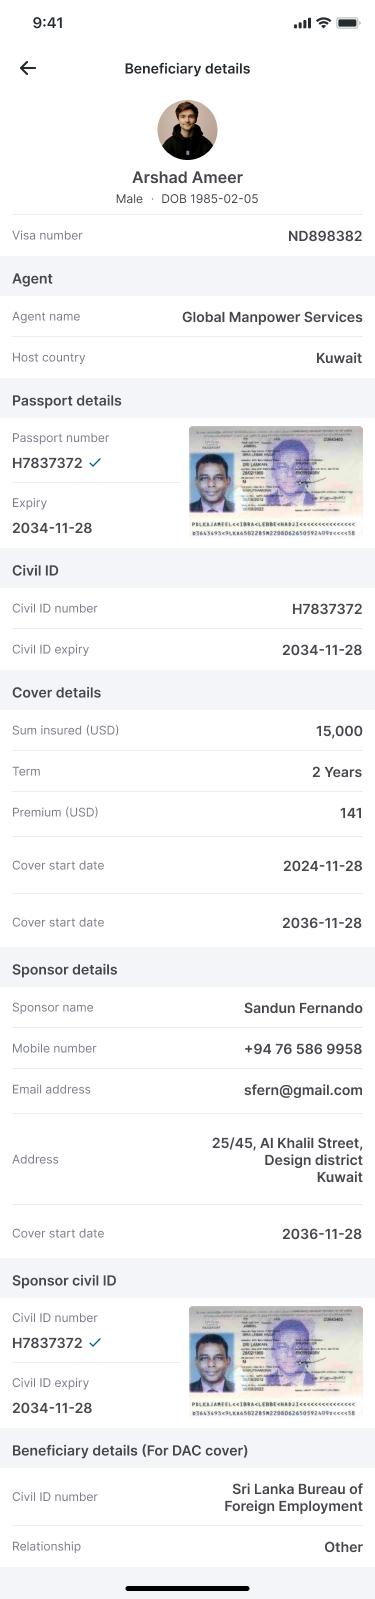 9:41
Beneficiary details
Arshad Ameer
Male · DOB 1985-02-05
Visa number ND898382
Agent
Agent name Global Manpower Services
Host country Kuwait
Passport details
Passport number
H7837372
Expiry
2034-11-28
SRI LANKAN
Civil ID
Civil ID number H7837372
Civil ID expiry 2034-11-28
Cover details
Sum insured (USD) 15,000
Term 2 Years
Premium (USD) 141
Cover start date 2024-11-28
Cover start date 2036-11-28
Sponsor details
Sponsor name Sandun Fernando
Mobile number +94 76 586 9958
Email address sfern@gmail.com
Address 25/45, Al Khalil Street,
Design district
Kuwait
Cover start date 2036-11-28
Sponsor civil ID
Civil ID number
H7837372
Civil ID expiry
2034-11-28
Beneficiary details (For DAC cover)
Civil ID number Sri Lanka Bureau of
Foreign Employment
Relationship Other